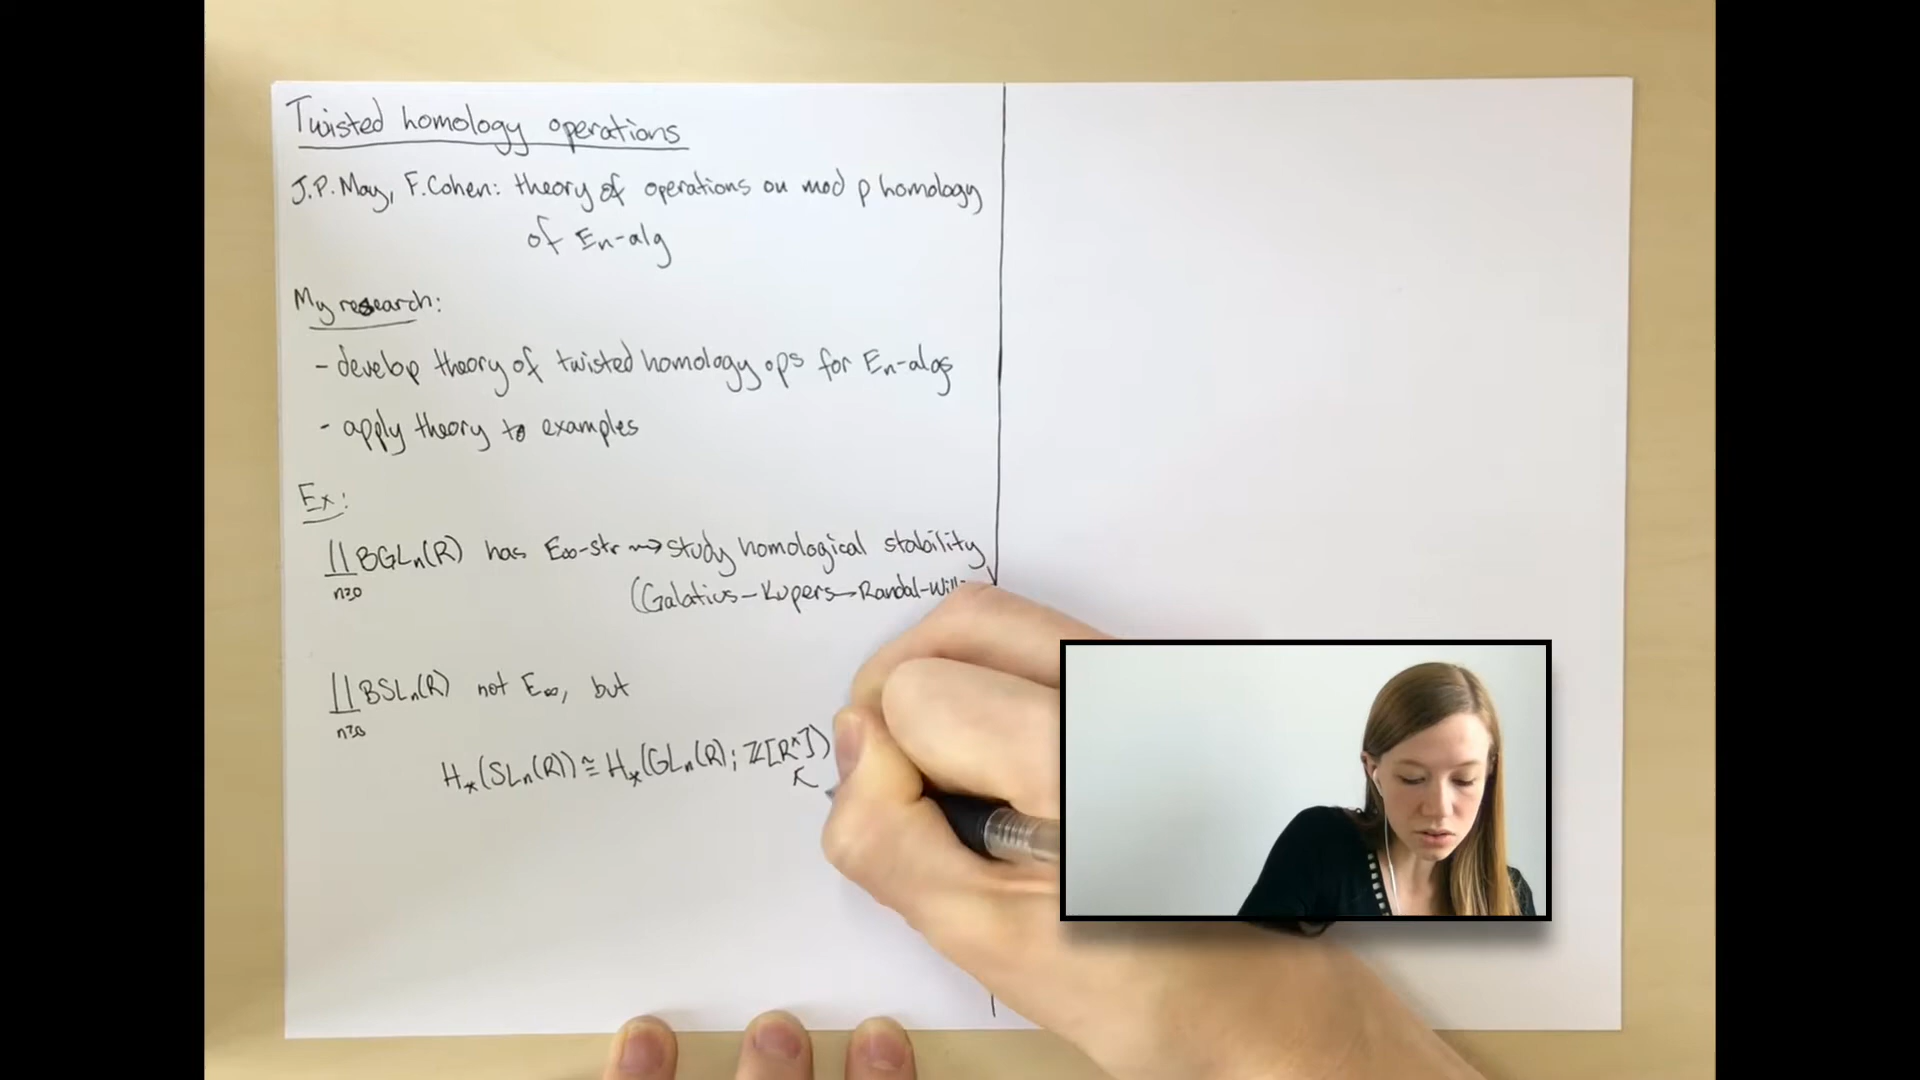 Twisted homology operations
J.P. May, F. Cohen: theory of operations on mod p homology
of En-alg
My research:
- develop theory of twisted homology ops for En-algs
- apply theory to examples
Ex:
∐ BGLn(R) has E∞-str ⇝ study homological stability
n≥0
(Galatius-Kupers-Randal-Will
∐ BSLn(R) not E∞, but
n≥0
H*(SLn(R)) ≅ H*(GLn(R); ℤ[R×])